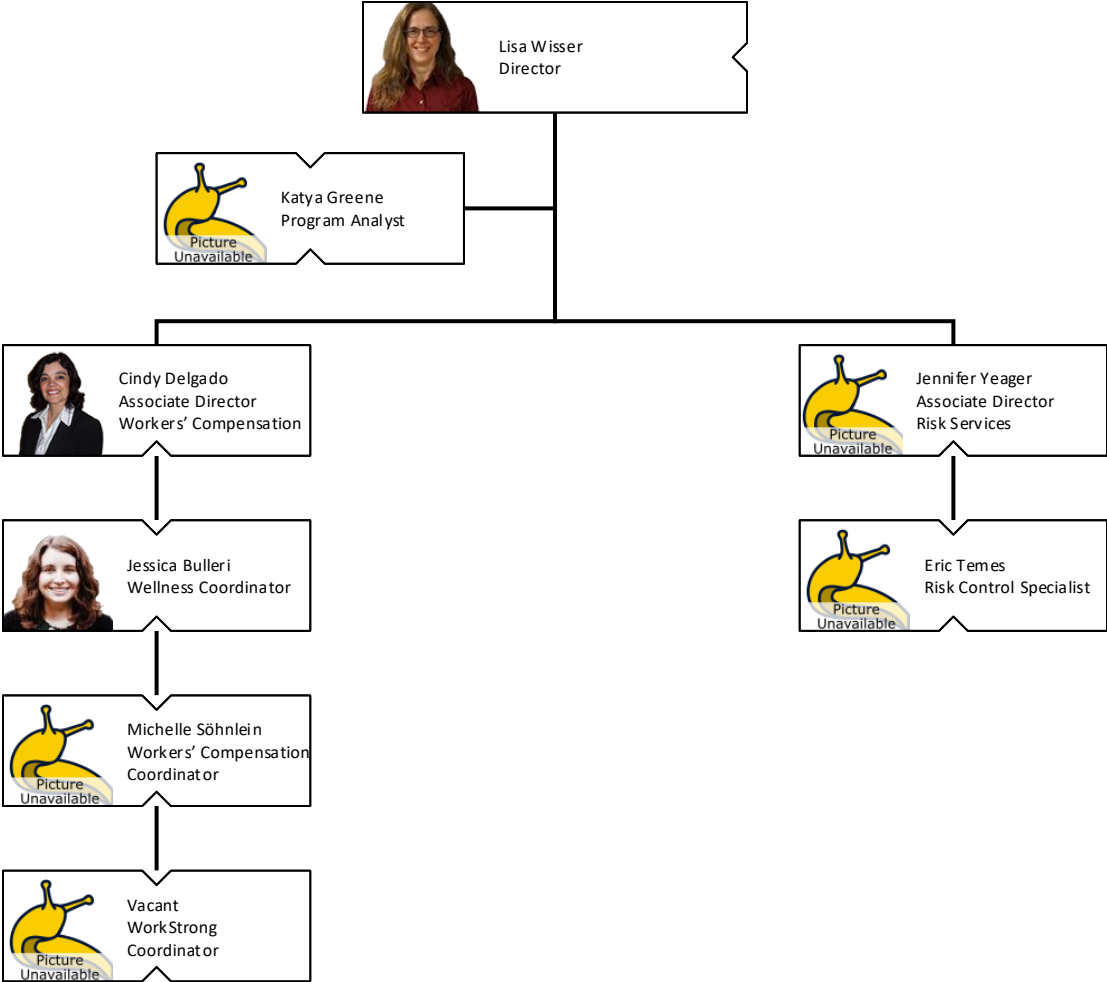 Lisa Wisser
Director
Katya Greene
Program Analyst
Picture
Unavailable
Cindy Delgado
Associate Director
Workers’ Compensation
Jennifer Yeager
Associate Director
Risk Services
Picture
Unavailable
Jessica Bulleri
Wellness Coordinator
Eric Temes
Risk Control Specialist
Picture
Unavailable
Michelle Söhnlein
Workers’ Compensation
Coordinator
Picture
Unavailable
Vacant
WorkStrong
Coordinator
Picture
Unavailable